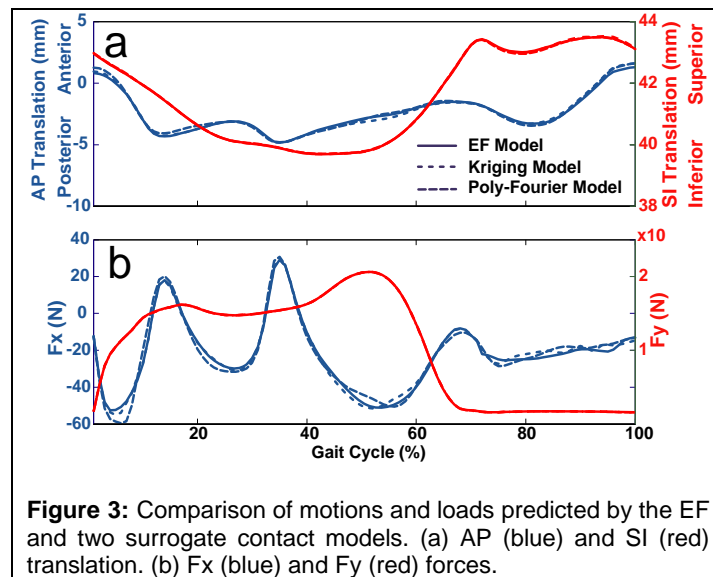 a
5
0
-5
-10
AP Translation (mm)
Posterior Anterior
44
42
40
38
SI Translation (mm)
Inferior Superior
EF Model
Kriging Model
Poly-Fourier Model
b
40
20
0
-20
-40
-60
Fx (N)
x10
2
1
Fy (N)
20 40 60 80 100
Gait Cycle (%)
Figure 3: Comparison of motions and loads predicted by the EF
and two surrogate contact models. (a) AP (blue) and SI (red)
translation. (b) Fx (blue) and Fy (red) forces.